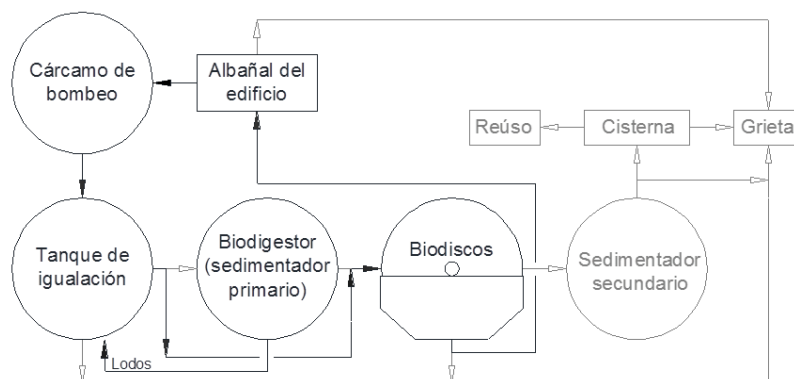 Cárcamo de
bombeo
Albañal del
edificio
Reúso
Cisterna
Grieta
Tanque de
igualación
Biodigestor
(sedimentador
primario)
Biodiscos
Sedimentador
secundario
Lodos